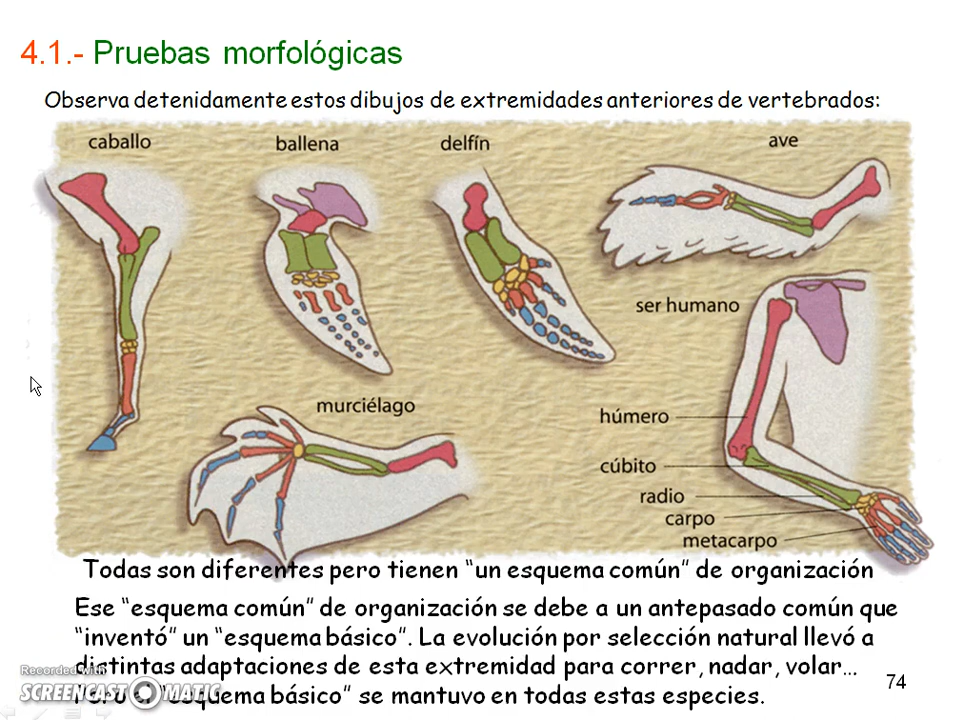 4.1.- Pruebas morfológicas
Observa detenidamente estos dibujos de extremidades anteriores de vertebrados:
caballo
ballena
delfín
ave
ser humano
murciélago
húmero
cúbito
radio
carpo
metacarpo
Todas son diferentes pero tienen “un esquema común” de organización
Ese “esquema común” de organización se debe a un antepasado común que
“inventó” un “esquema básico”. La evolución por selección natural llevó a
distintas adaptaciones de esta extremidad para correr, nadar, volar…
Pero el “esquema básico” se mantuvo en todas estas especies.
74
Recorded with
SCREENCAST MATIC